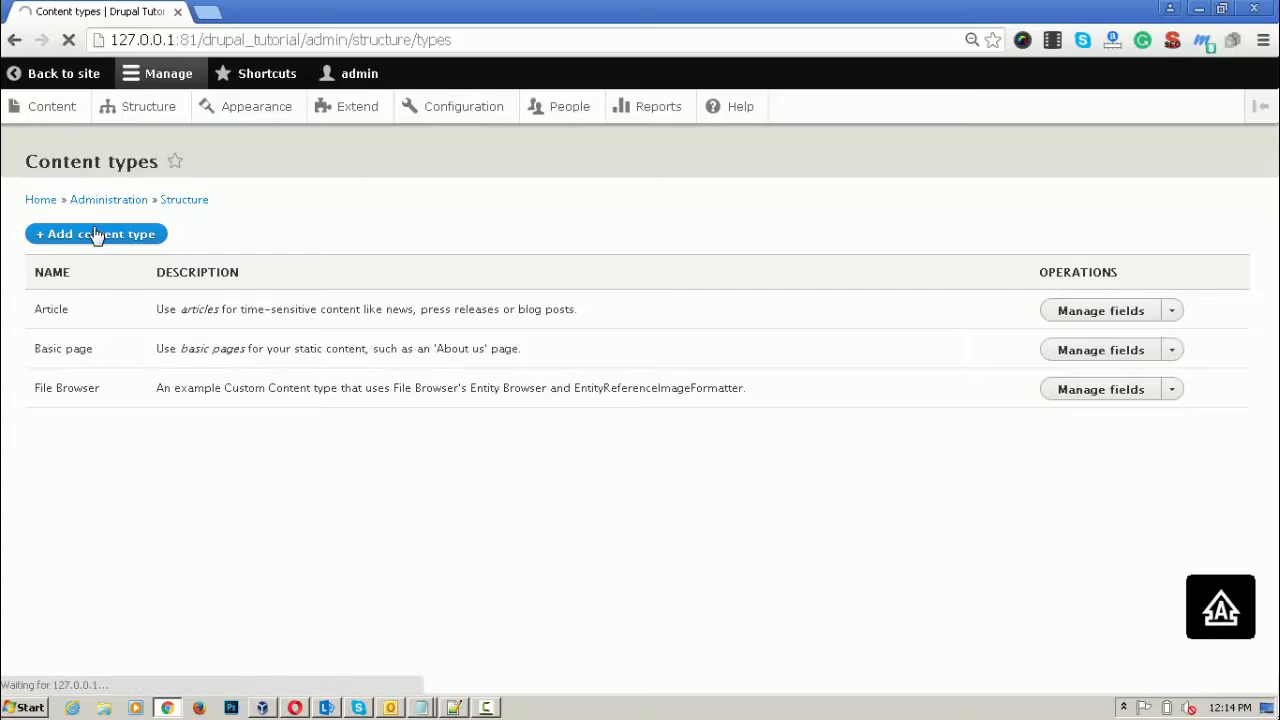 Content types | Drupal Tutor
127.0.0.1:81/drupal_tutorial/admin/structure/types
Back to site Manage Shortcuts admin
Content Structure Appearance Extend Configuration People Reports Help
Content types
Home » Administration » Structure
+ Add content type
NAME DESCRIPTION OPERATIONS
Article Use articles for time-sensitive content like news, press releases or blog posts. Manage fields
Basic page Use basic pages for your static content, such as an 'About us' page. Manage fields
File Browser An example Custom Content type that uses File Browser's Entity Browser and EntityReferenceImageFormatter. Manage fields
A
Waiting for 127.0.0.1...
Start 12:14 PM